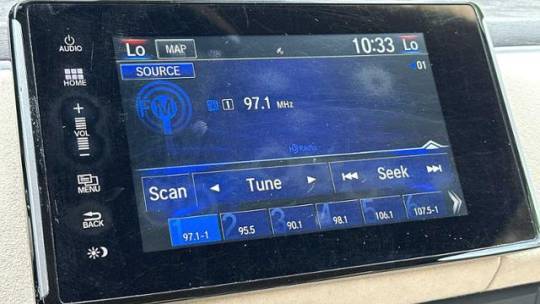 AUDIO
Lo MAP 10:33 Lo
SOURCE 01
HOME
FM 1 97.1 MHz
+
VOL
−
HD Radio
MENU
Scan Tune Seek
BACK
1 2 3 4 5 6
97.1-1 95.5 90.1 98.1 106.1 107.5-1